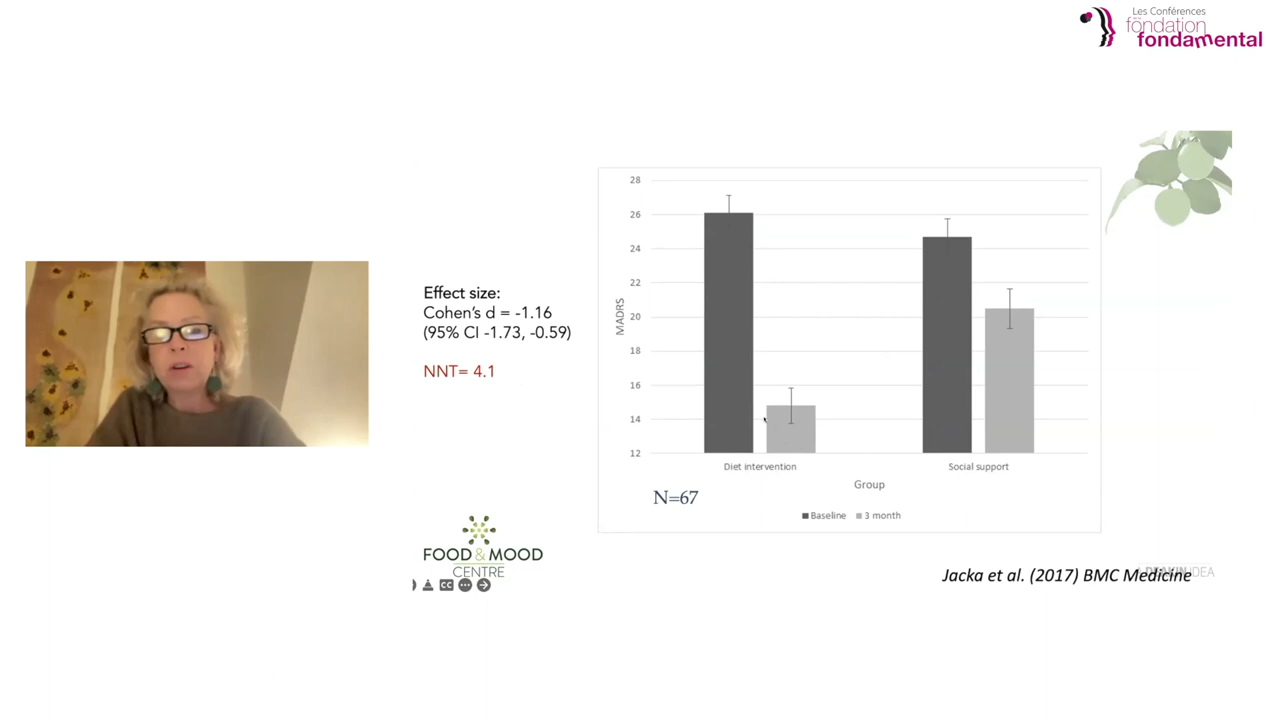 Les Conférences
fondation
fondamental
Effect size:
Cohen's d = -1.16
(95% CI -1.73, -0.59)
NNT= 4.1
28
26
24
22
20
18
16
14
12
MADRS
Diet intervention
Social support
Group
N=67
Baseline
3 month
FOOD & MOOD
CENTRE
CC
Jacka et al. (2017) BMC Medicine